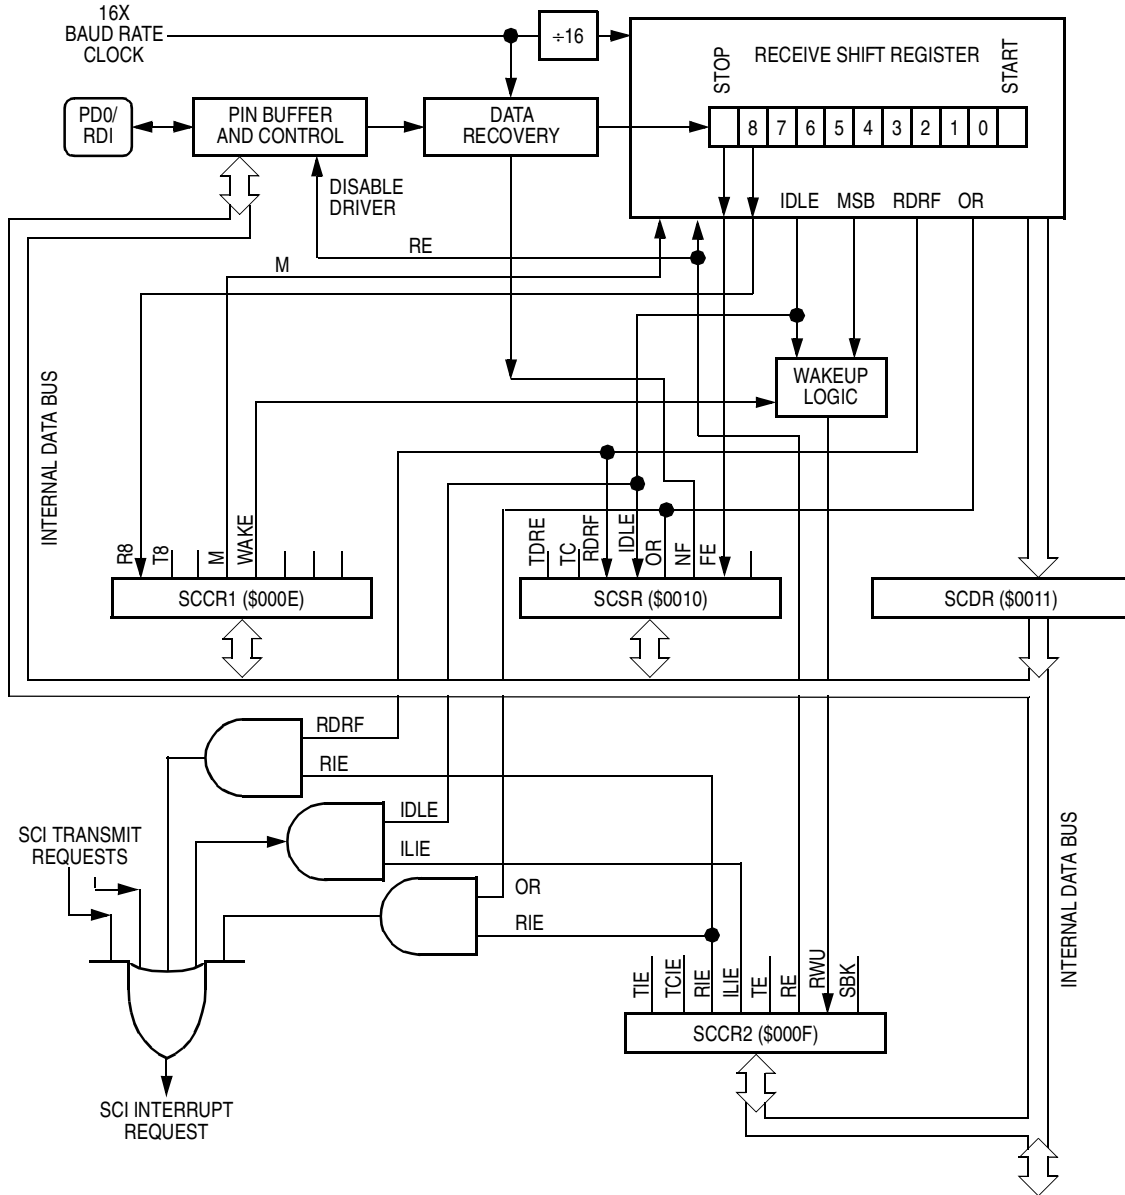 16X
BAUD RATE
CLOCK
÷16
STOP
RECEIVE SHIFT REGISTER
START
PD0/
RDI
PIN BUFFER
AND CONTROL
DATA
RECOVERY
8 7 6 5 4 3 2 1 0
DISABLE
DRIVER
IDLE MSB RDRF OR
RE
M
WAKEUP
LOGIC
INTERNAL DATA BUS
R8 T8 M WAKE
TDRE TC RDRF IDLE OR NF FE
SCCR1 ($000E)
SCSR ($0010)
SCDR ($0011)
RDRF
RIE
IDLE
ILIE
SCI TRANSMIT
REQUESTS
OR
RIE
INTERNAL DATA BUS
TIE TCIE RIE ILIE TE RE RWU SBK
SCCR2 ($000F)
SCI INTERRUPT
REQUEST